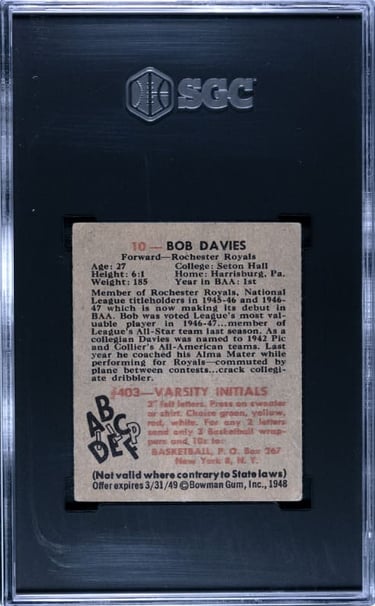 SGC
10 — BOB DAVIES
Forward—Rochester Royals
Age: 27 College: Seton Hall
Height: 6:1 Home: Harrisburg, Pa.
Weight: 185 Year in BAA: 1st
Member of Rochester Royals, National
League titleholders in 1945-46 and 1946-
47 which is now making its debut in
BAA. Bob was voted League's most val-
uable player in 1946-47...member of
League's All-Star team last season. As a
collegian Davies was named to 1942 Pic
and Collier's All-American teams. Last
year he coached his Alma Mater while
performing for Royals—commuted by
plane between contests...crack collegi-
ate dribbler.
#403—VARSITY INITIALS
3" felt letters. Press on sweater
or shirt. Choice green, yellow,
red, white. For any 2 letters
send only 3 Basketball wrap-
pers and 10¢ to:
BASKETBALL, P. O. Box 267
New York 8, N. Y.
ABCDEF
(Not valid where contrary to State laws)
Offer expires 3/31/49 ©Bowman Gum, Inc., 1948